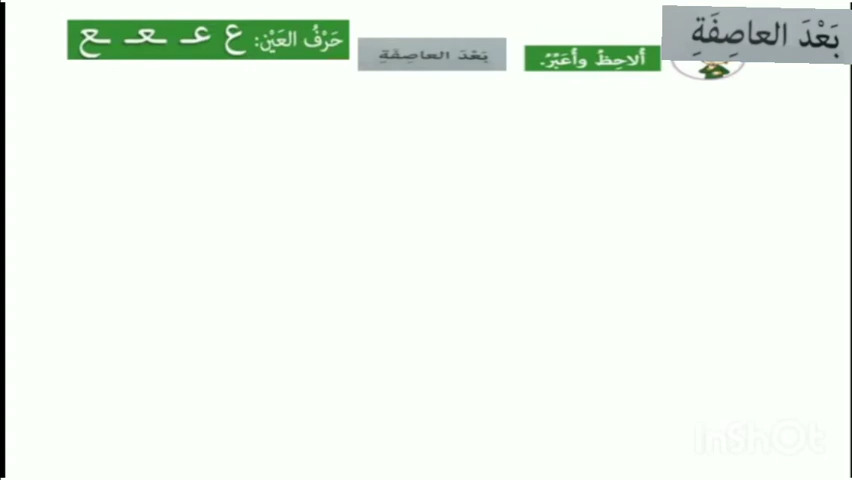 بَعْدَ العاصِفَةِ
حَرْفُ العَيْن: ع عـ ـعـ ـع
بَعْدَ العاصِفَةِ
أُلاحِظُ وأُعَبِّرُ.
InShOt